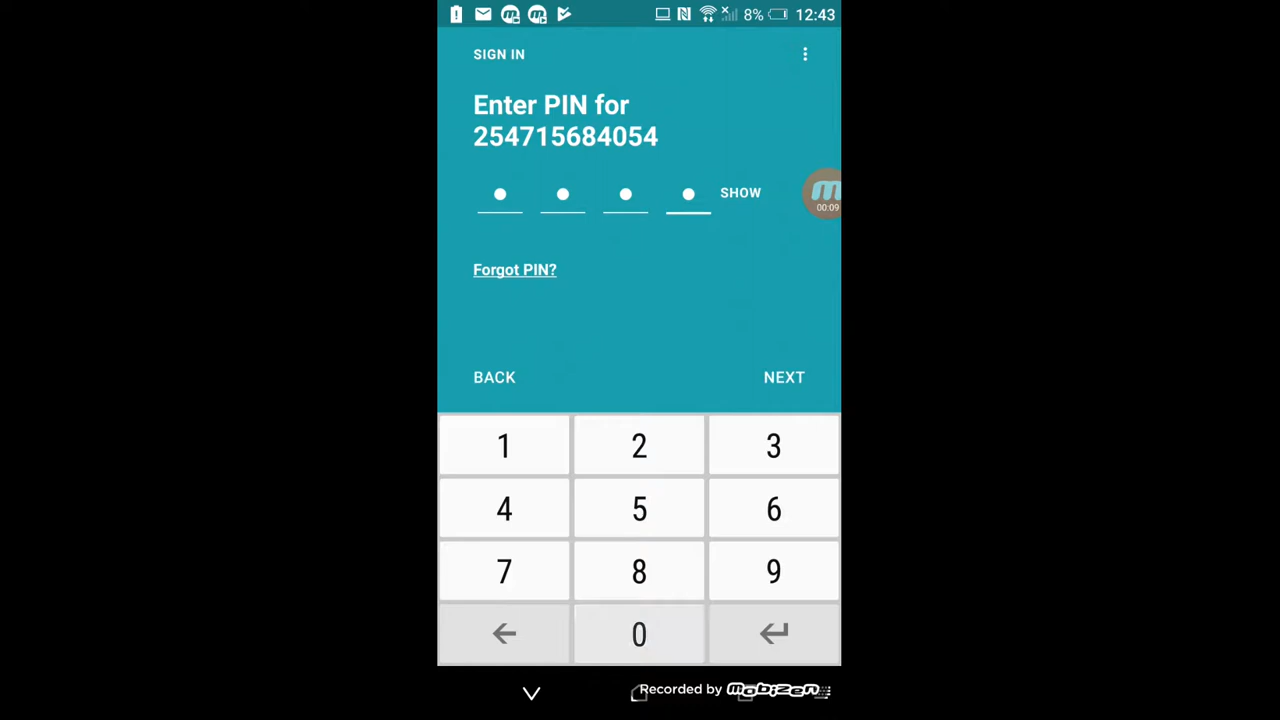 8% 12:43
SIGN IN
Enter PIN for
254715684054
SHOW
00:09
Forgot PIN?
BACK NEXT
1 2 3
4 5 6
7 8 9
0
Recorded by mobizen